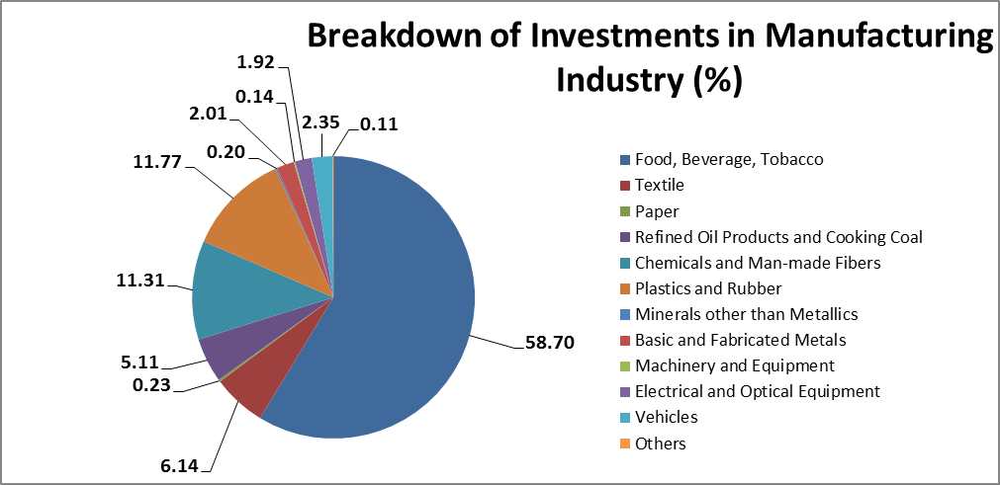 Breakdown of Investments in Manufacturing
Industry (%)
1.92
0.14
2.35
0.11
2.01
0.20
11.77
11.31
5.11
0.23
6.14
58.70
Food, Beverage, Tobacco
Textile
Paper
Refined Oil Products and Cooking Coal
Chemicals and Man-made Fibers
Plastics and Rubber
Minerals other than Metallics
Basic and Fabricated Metals
Machinery and Equipment
Electrical and Optical Equipment
Vehicles
Others